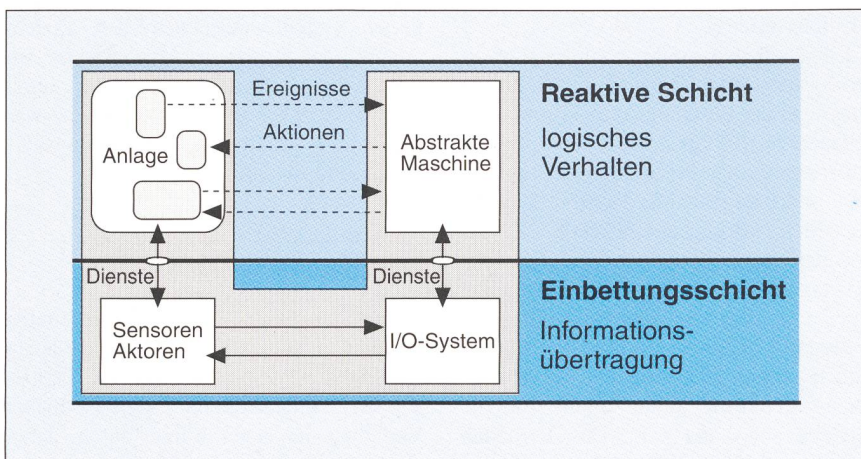 Ereignisse
Aktionen
Anlage
Abstrakte
Maschine
Reaktive Schicht
logisches
Verhalten
Dienste
Dienste
Sensoren
Aktoren
I/O-System
Einbettungsschicht
Informations-
übertragung